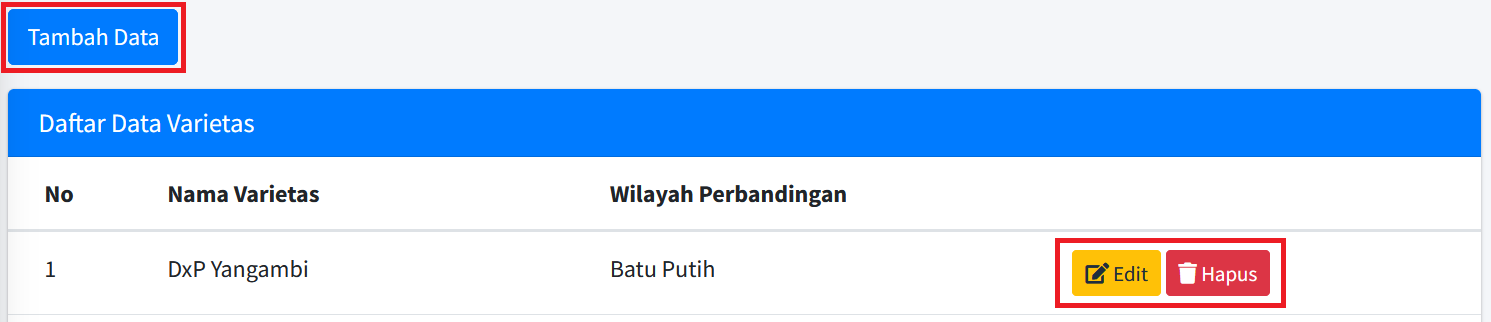 Tambah Data
Daftar Data Varietas
No Nama Varietas Wilayah Perbandingan
1 DxP Yangambi Batu Putih Edit Hapus